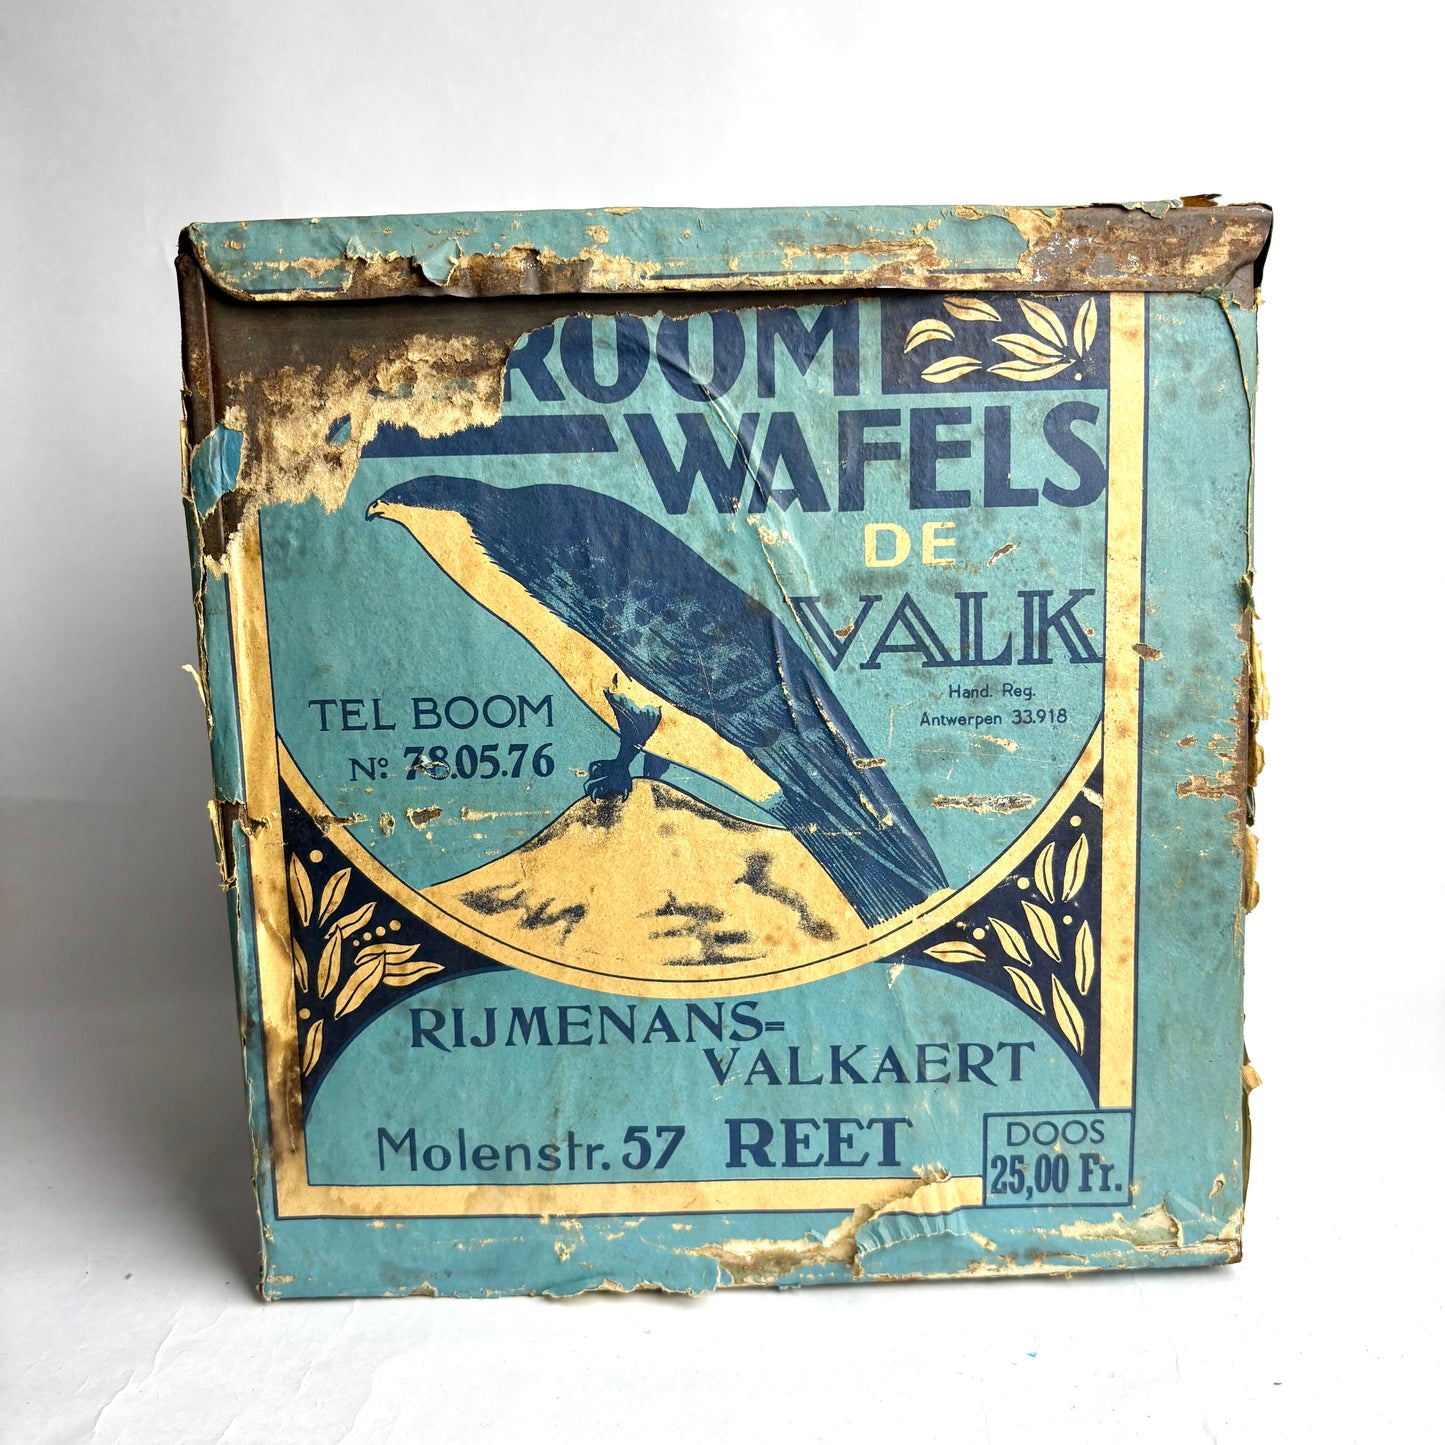 ROOM
WAFELS
DE
VALK
Hand. Reg.
Antwerpen 33.918
TEL BOOM
Nº 78.05.76
RIJMENANS=
VALKAERT
Molenstr. 57 REET
DOOS
25,00 Fr.